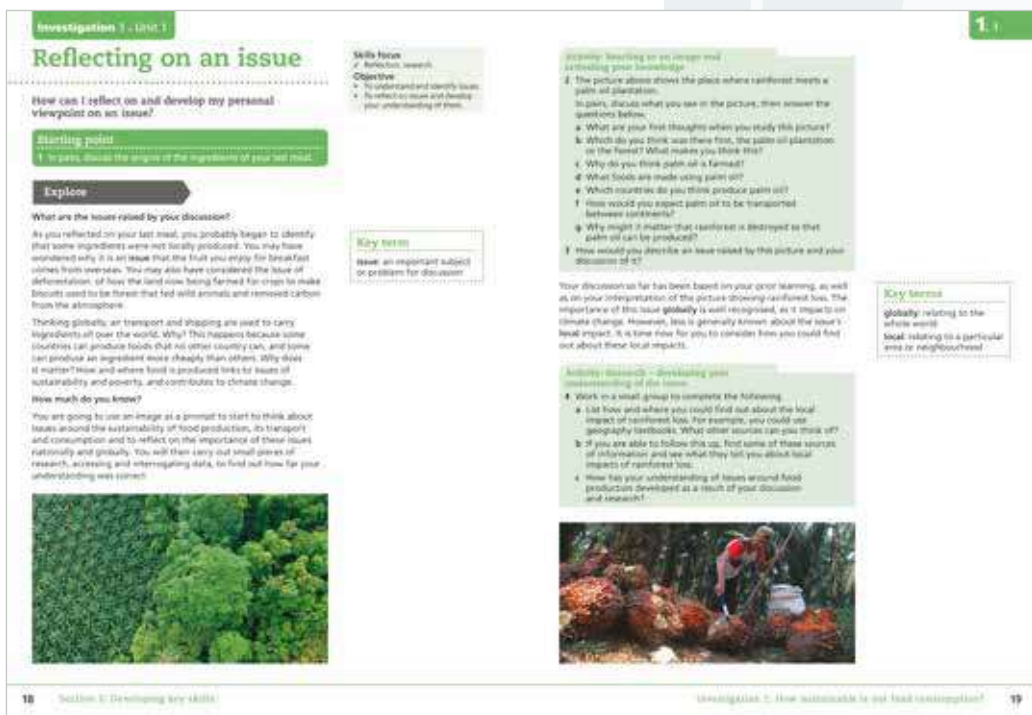 Investigation 1 - Unit 1
Reflecting on an issue
How can I reflect on and develop my personal
viewpoint on an issue?
Starting point
1 In pairs, discuss the origins of the ingredients of your last meal.
Explore
What are the issues raised by your discussion?
As you reflected on your last meal, you probably began to identify
that some ingredients were not locally produced. You may have
wondered why it is an issue that the fruit you enjoy for breakfast
comes from overseas. You may also have considered the issue of
deforestation, of how the land now being farmed for crops to make
biscuits used to be forest that fed wild animals and removed carbon
from the atmosphere.
Thinking globally, air transport and shipping are used to carry
ingredients all over the world. Why? This happens because some
countries can produce foods that no other country can, and some
can produce an ingredient more cheaply than others. Why does
it matter? How and where food is produced links to issues of
sustainability and poverty, and contributes to climate change.
How much do you know?
You are going to use an image as a prompt to start to think about
issues around the sustainability of food production, its transport
and consumption and to reflect on the importance of these issues
nationally and globally. You will then carry out small pieces of
research, accessing and interrogating data, to find out how far your
understanding was correct.
Skills focus
✓ Reflection, research
Objective
• To understand and identify issues
• To reflect on issues and develop
your understanding of them.
Key term
issue: an important subject
or problem for discussion
18 Section 2: Developing key skills
1.1
Activity: Reacting to an image and
activating your knowledge
2 The picture above shows the place where rainforest meets a
palm oil plantation.
In pairs, discuss what you see in the picture, then answer the
questions below.
a What are your first thoughts when you study this picture?
b Which do you think was there first, the palm oil plantation
or the forest? What makes you think this?
c Why do you think palm oil is farmed?
d What foods are made using palm oil?
e Which countries do you think produce palm oil?
f How would you expect palm oil to be transported
between continents?
g Why might it matter that rainforest is destroyed so that
palm oil can be produced?
3 How would you describe an issue raised by this picture and your
discussion of it?
Your discussion so far has been based on your prior learning, as well
as on your interpretation of the picture showing rainforest loss. The
importance of this issue globally is well recognised, as it impacts on
climate change. However, less is generally known about the issue's
local impact. It is time now for you to consider how you could find
out about these local impacts.
Key terms
globally: relating to the
whole world
local: relating to a particular
area or neighbourhood
Activity: Research – developing your
understanding of the issue
4 Work in a small group to complete the following.
a List how and where you could find out about the local
impact of rainforest loss. For example, you could use
geography textbooks. What other sources can you think of?
b If you are able to follow this up, find some of these sources
of information and see what they tell you about local
impacts of rainforest loss.
c How has your understanding of issues around food
production developed as a result of your discussion
and research?
Investigation 1: How sustainable is our food consumption? 19